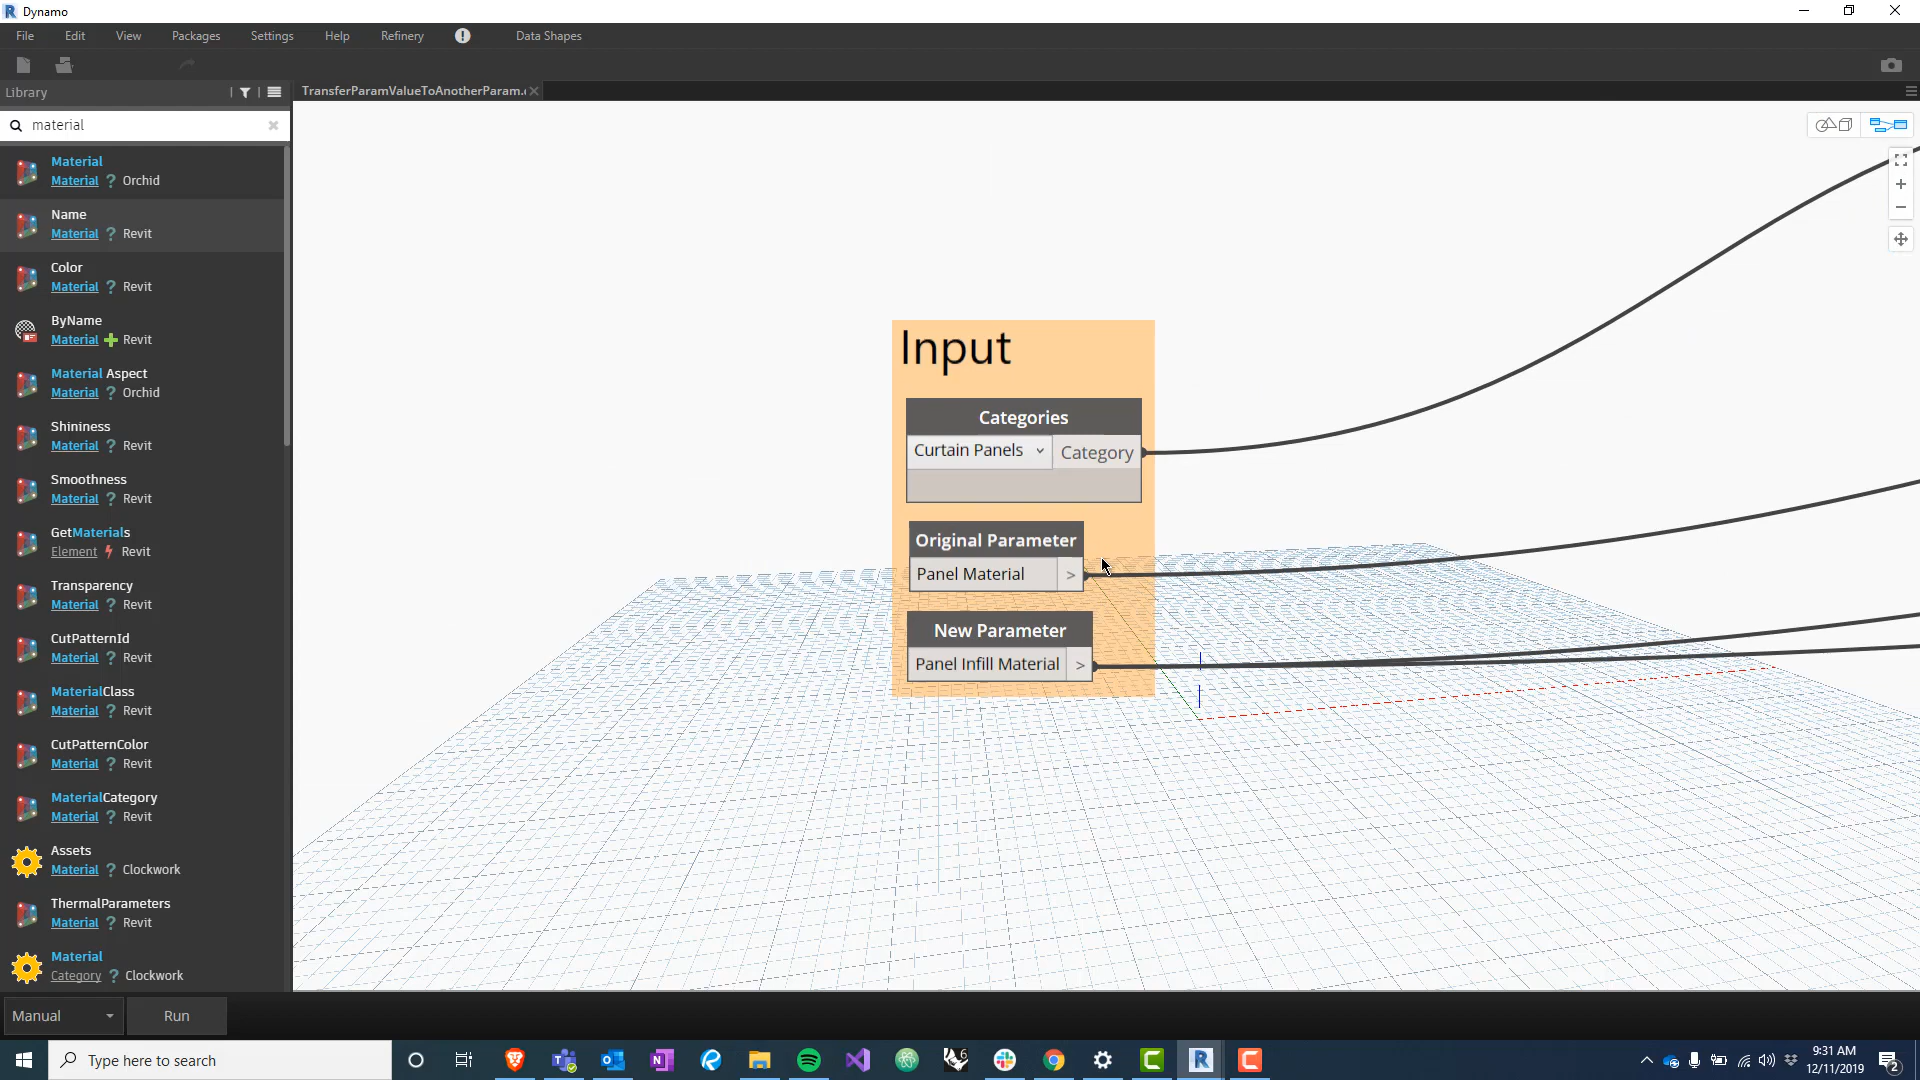 Dynamo
File Edit View Packages Settings Help Refinery Data Shapes
Library
TransferParamValueToAnotherParam.
material
Material
Material ? Orchid
Name
Material ? Revit
Color
Material ? Revit
ByName
Material Revit
Material Aspect
Material ? Orchid
Shininess
Material ? Revit
Smoothness
Material ? Revit
GetMaterials
Element Revit
Transparency
Material ? Revit
CutPatternId
Material ? Revit
MaterialClass
Material ? Revit
CutPatternColor
Material ? Revit
MaterialCategory
Material ? Revit
Assets
Material ? Clockwork
ThermalParameters
Material ? Revit
Material
Category ? Clockwork
Input
Categories
Curtain Panels Category
Original Parameter
Panel Material >
New Parameter
Panel Infill Material >
Manual Run
Type here to search
9:31 AM
12/11/2019
2